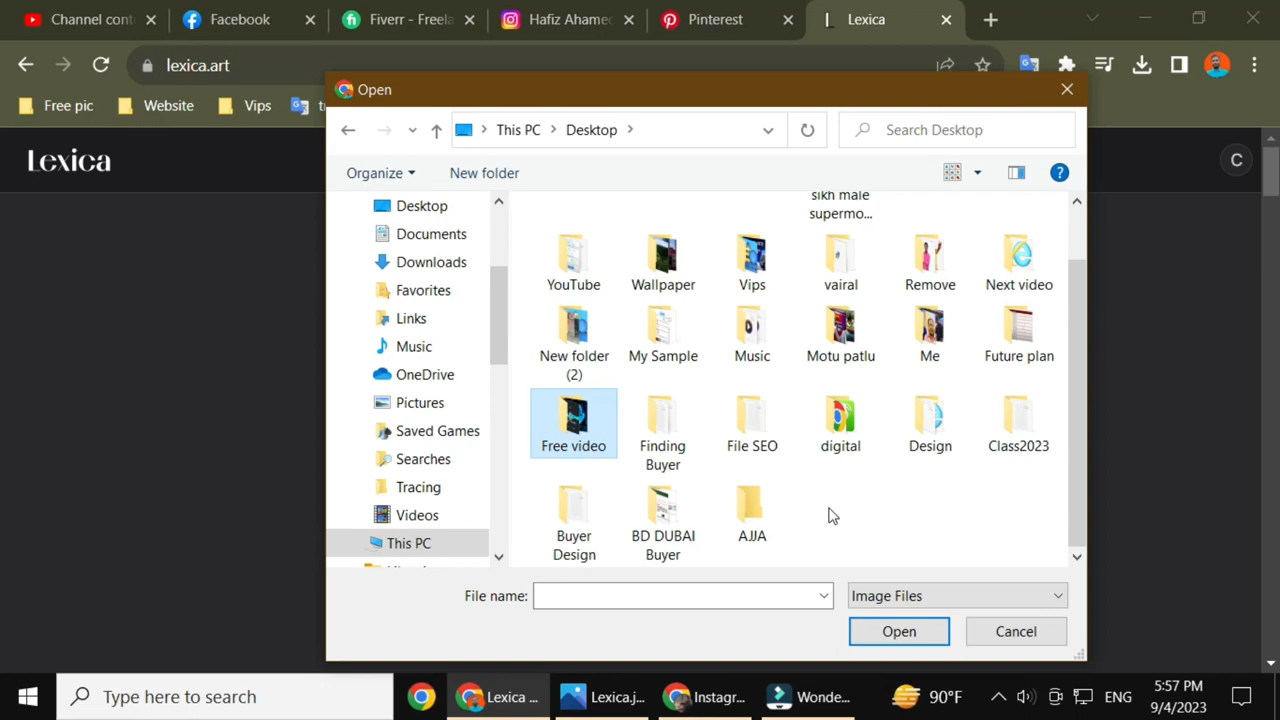 Channel cont
Facebook
Fiverr - Freela
Hafiz Ahamed
Pinterest
Lexica
lexica.art
Free pic
Website
Vips
Lexica
C
Open
This PC
Desktop
Search Desktop
Organize
New folder
Desktop
Documents
Downloads
Favorites
Links
Music
OneDrive
Pictures
Saved Games
Searches
Tracing
Videos
This PC
sikh male
supermo...
YouTube
Wallpaper
Vips
vairal
Remove
Next video
New folder
(2)
My Sample
Music
Motu patlu
Me
Future plan
Free video
Finding
Buyer
File SEO
digital
Design
Class2023
Buyer
Design
BD DUBAI
Buyer
AJJA
File name:
Image Files
Open
Cancel
Type here to search
Lexica ...
Lexica.j...
Instagr...
Wonde...
90°F
ENG
5:57 PM
9/4/2023